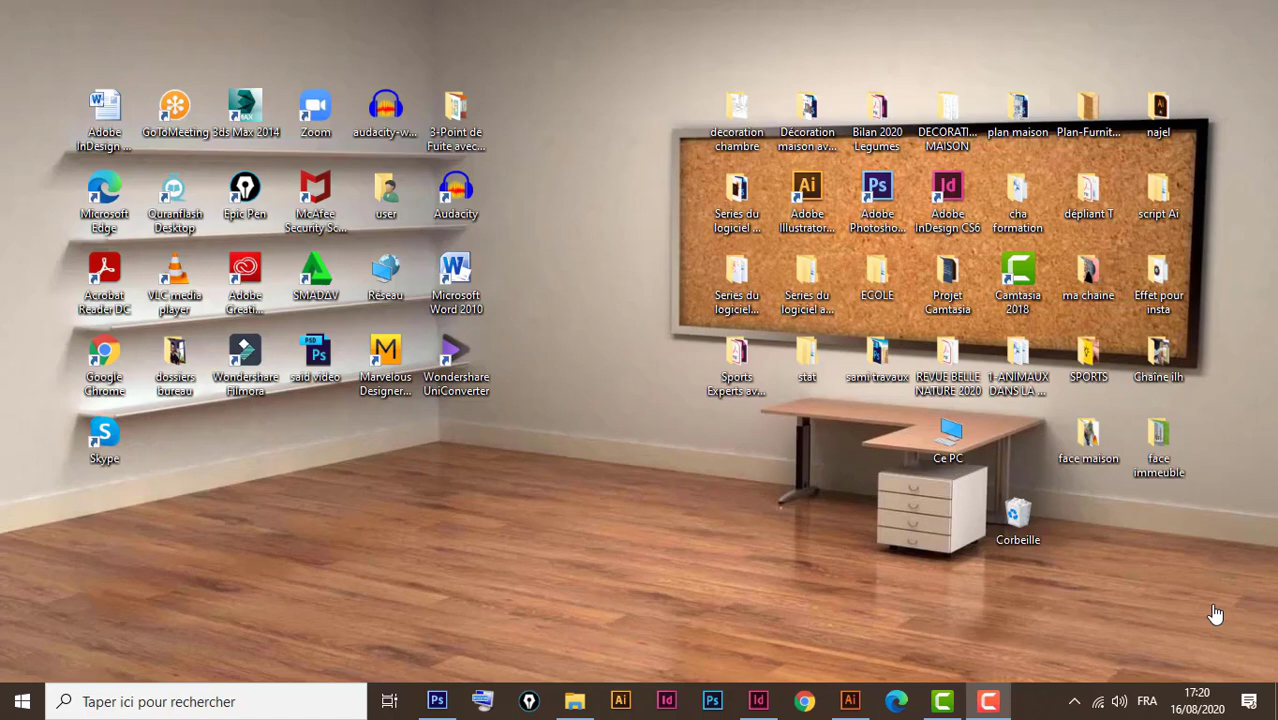 Adobe
InDesign ...
GoToMeeting
3ds Max 2014
Zoom
audacity-w...
3-Point de
Fuite avec...
Microsoft
Edge
Quranflash
Desktop
Epic Pen
McAfee
Security Sc...
user
Audacity
Acrobat
Reader DC
VLC media
player
Adobe
Creati...
SMADΔV
Réseau
Microsoft
Word 2010
Google
Chrome
dossiers
bureau
Wondershare
Filmora
said video
Marvelous
Designer...
Wondershare
UniConverter
Skype
decoration
chambre
Décoration
maison av...
Bilan 2020
Legumes
DECORATI...
MAISON
plan maison
Plan-Furnit...
najel
Series du
logiciel ...
Adobe
Illustrator...
Adobe
Photosho...
Adobe
InDesign CS6
cha
formation
dépliant T
script Ai
Series du
logiciel...
Series du
logiciel a...
ECOLE
Projet
Camtasia
Camtasia
2018
ma chaine
Effet pour
insta
Sports
Experts av...
stat
sami travaux
REVUE BELLE
NATURE 2020
1-ANIMAUX
DANS LA ...
SPORTS
Chaîne ilh
Ce PC
face maison
face
immeuble
Corbeille
Taper ici pour rechercher
FRA
17:20
16/08/2020